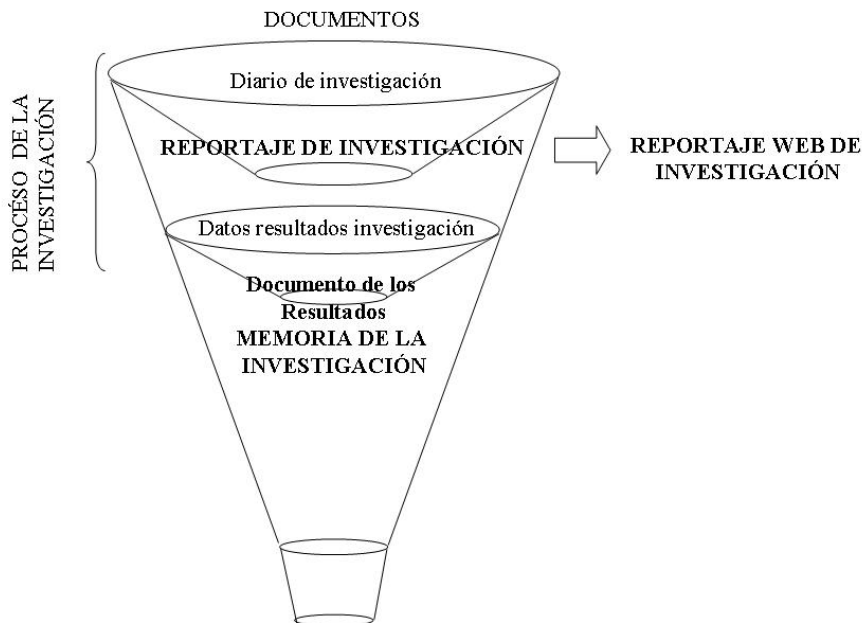 DOCUMENTOS
Diario de investigación
REPORTAJE DE INVESTIGACIÓN
REPORTAJE WEB DE
INVESTIGACIÓN
PROCÉSO DE LA
INVESTIGACIÓN
Datos resultados investigación
Documento de los
Resultados
MEMORIA DE LA
INVESTIGACIÓN